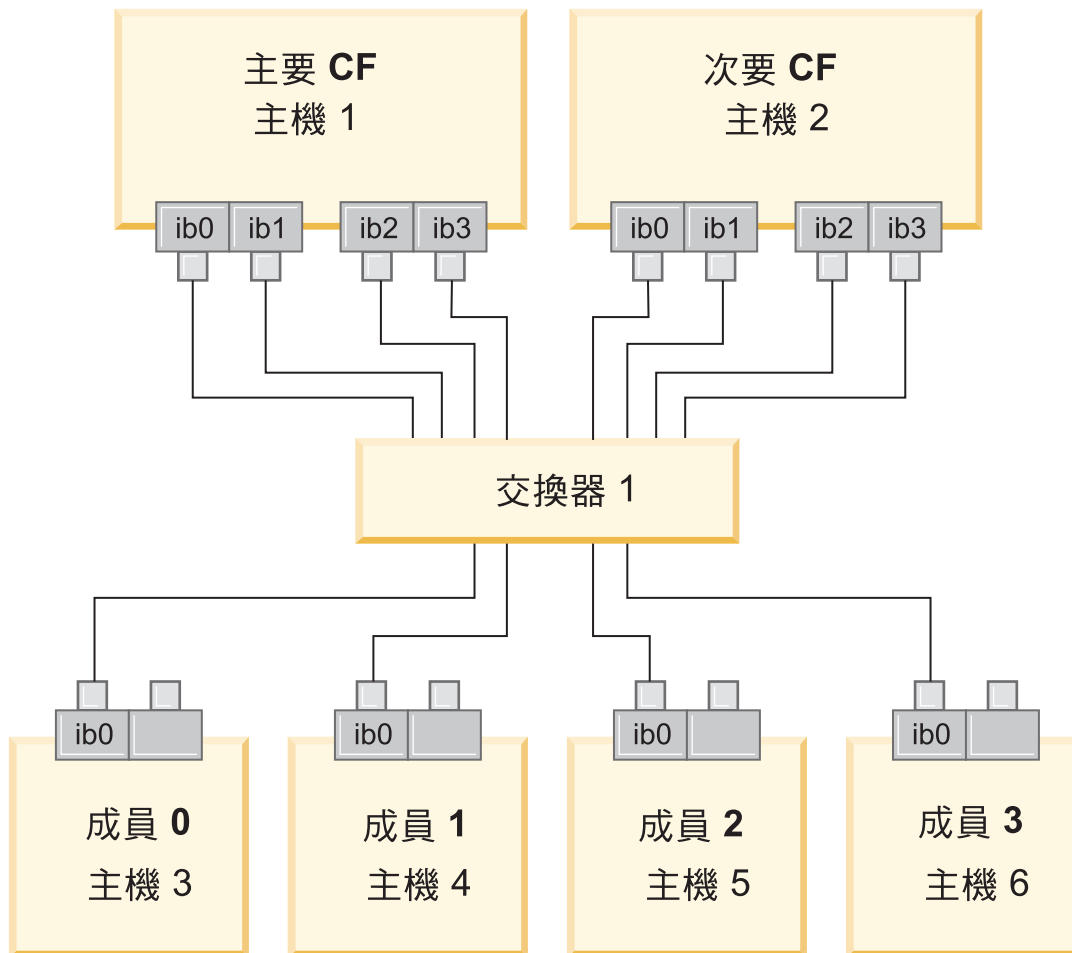 主要 CF
主機 1
次要 CF
主機 2
ib0 ib1 ib2 ib3
ib0 ib1 ib2 ib3
交換器 1
ib0
ib0
ib0
ib0
成員 0
主機 3
成員 1
主機 4
成員 2
主機 5
成員 3
主機 6